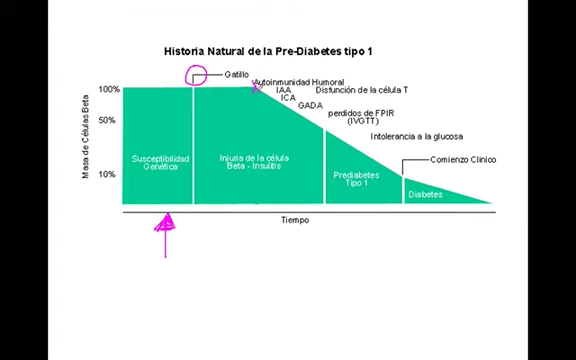 Historia Natural de la Pre-Diabetes tipo 1
Gatillo
Autoinmunidad Humoral
IAA
Disfunción de la célula T
ICA
GADA
perdidos de FPIR
(IVGTT)
Intolerancia a la glucosa
Comienzo Clínico
Masa de Células Beta
100%
50%
10%
Susceptibilidad
Genética
Injuria de la célula
Beta - Insulitis
Prediabetes
Tipo 1
Diabetes
Tiempo